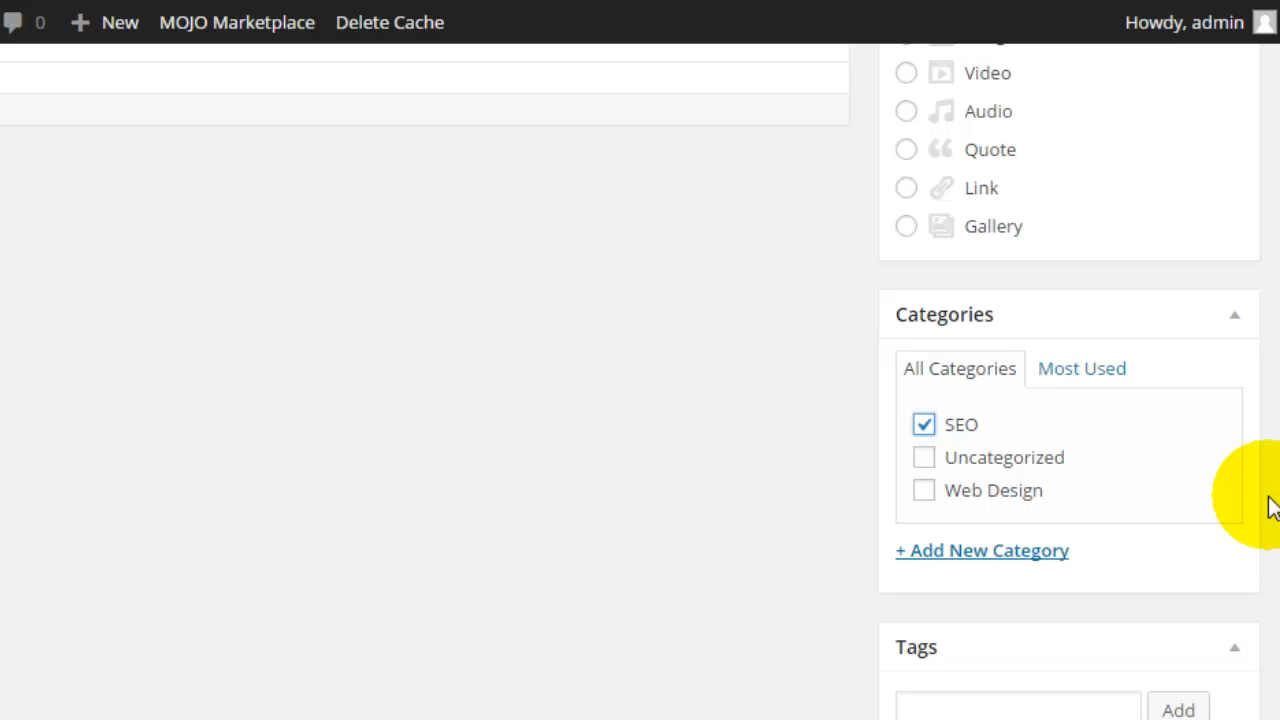 0 New MOJO Marketplace Delete Cache Howdy, admin
Video
Audio
Quote
Link
Gallery
Categories
All Categories Most Used
SEO
Uncategorized
Web Design
+ Add New Category
Tags
Add